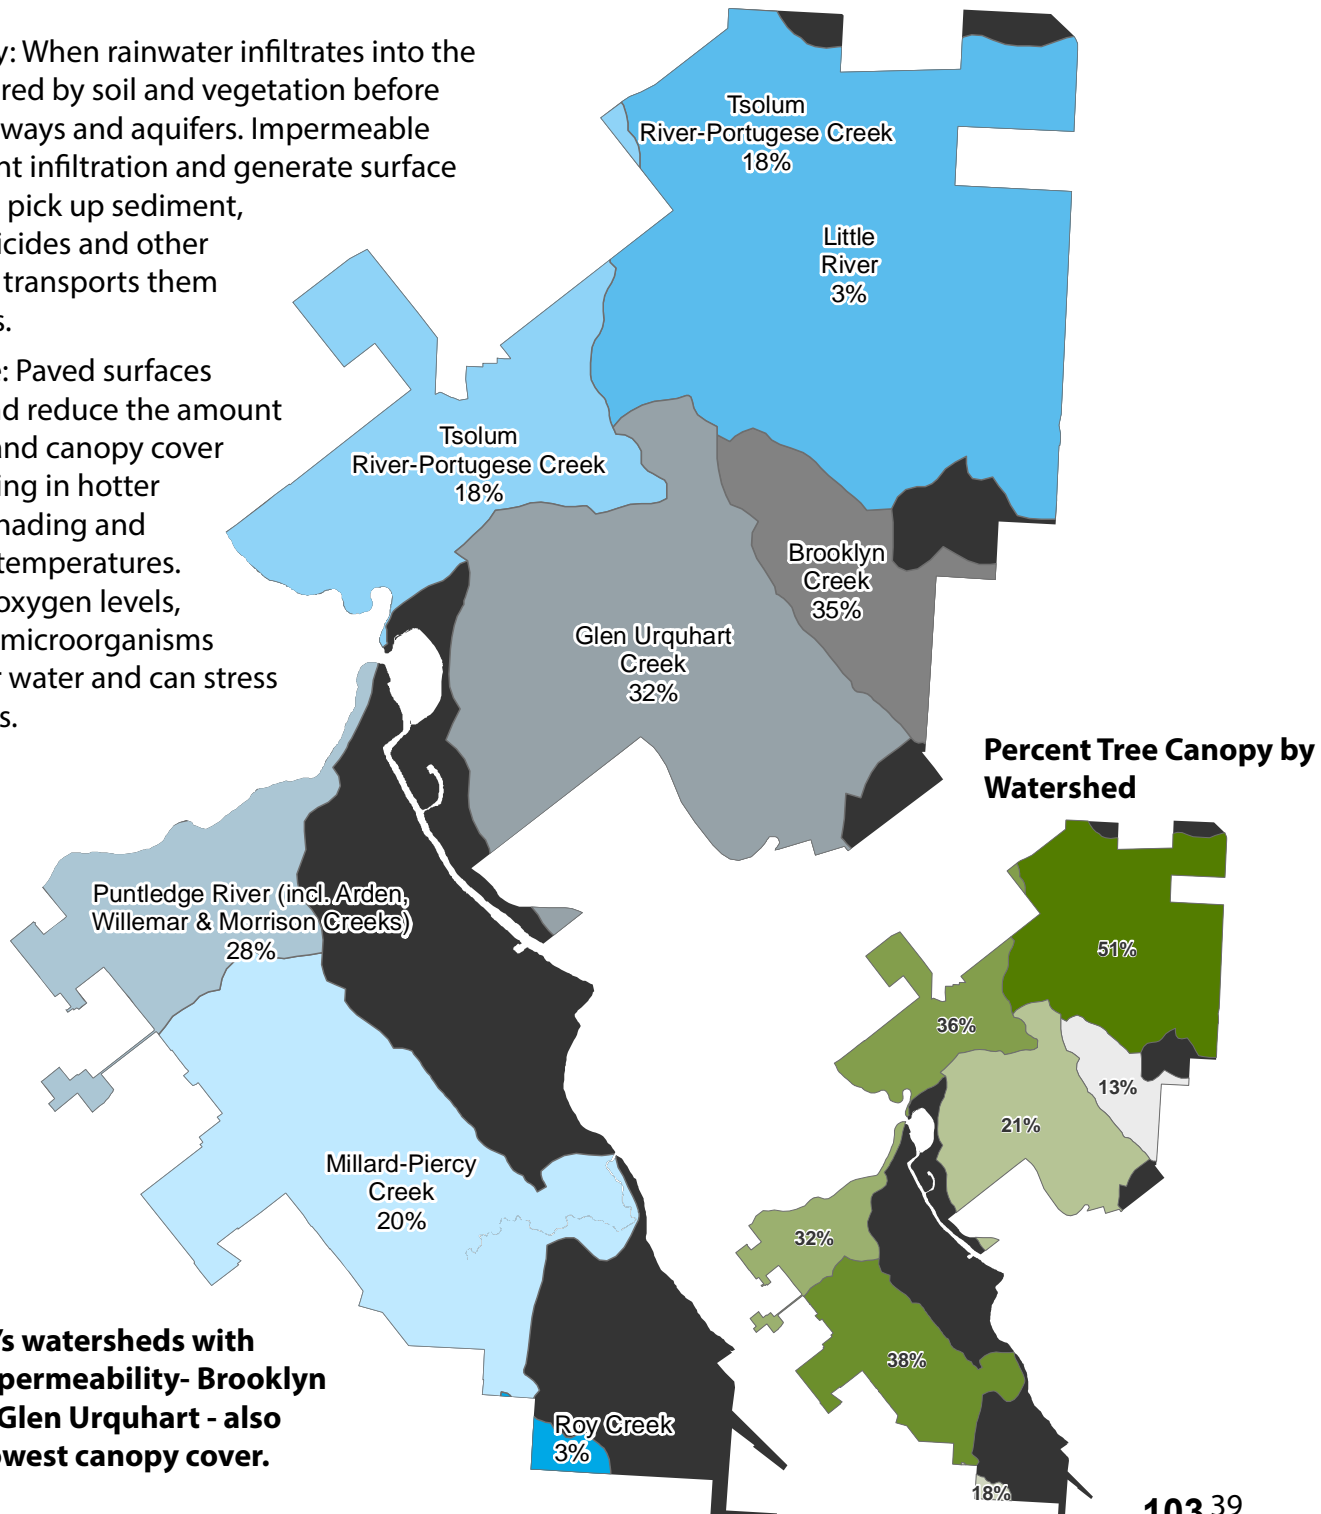 y: When rainwater infiltrates into the
red by soil and vegetation before
ways and aquifers. Impermeable
nt infiltration and generate surface
pick up sediment,
icides and other
transports them
s.
e: Paved surfaces
nd reduce the amount
and canopy cover
ing in hotter
hading and
temperatures.
oxygen levels,
microorganisms
r water and can stress
s.
Tsolum
River-Portugese Creek
18%
Little
River
3%
Tsolum
River-Portugese Creek
18%
Brooklyn
Creek
35%
Glen Urquhart
Creek
32%
Puntledge River (incl. Arden,
Willemar & Morrison Creeks)
28%
Millard-Piercy
Creek
20%
Roy Creek
3%
Percent Tree Canopy by
Watershed
51%
36%
13%
21%
32%
38%
18%
's watersheds with
permeability- Brooklyn
Glen Urquhart - also
owest canopy cover.
103 39